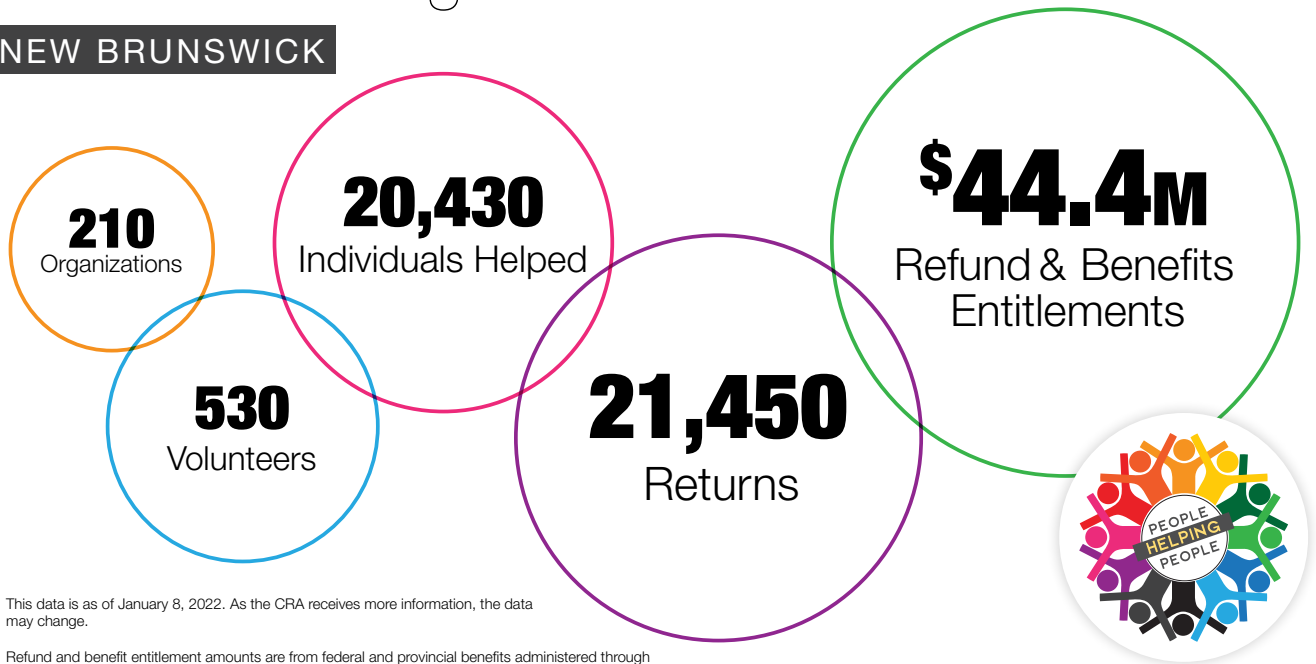 NEW BRUNSWICK
210
Organizations
20,430
Individuals Helped
$44.4M
Refund & Benefits
Entitlements
530
Volunteers
21,450
Returns
PEOPLE
HELPING
PEOPLE
This data is as of January 8, 2022. As the CRA receives more information, the data
may change.
Refund and benefit entitlement amounts are from federal and provincial benefits administered through